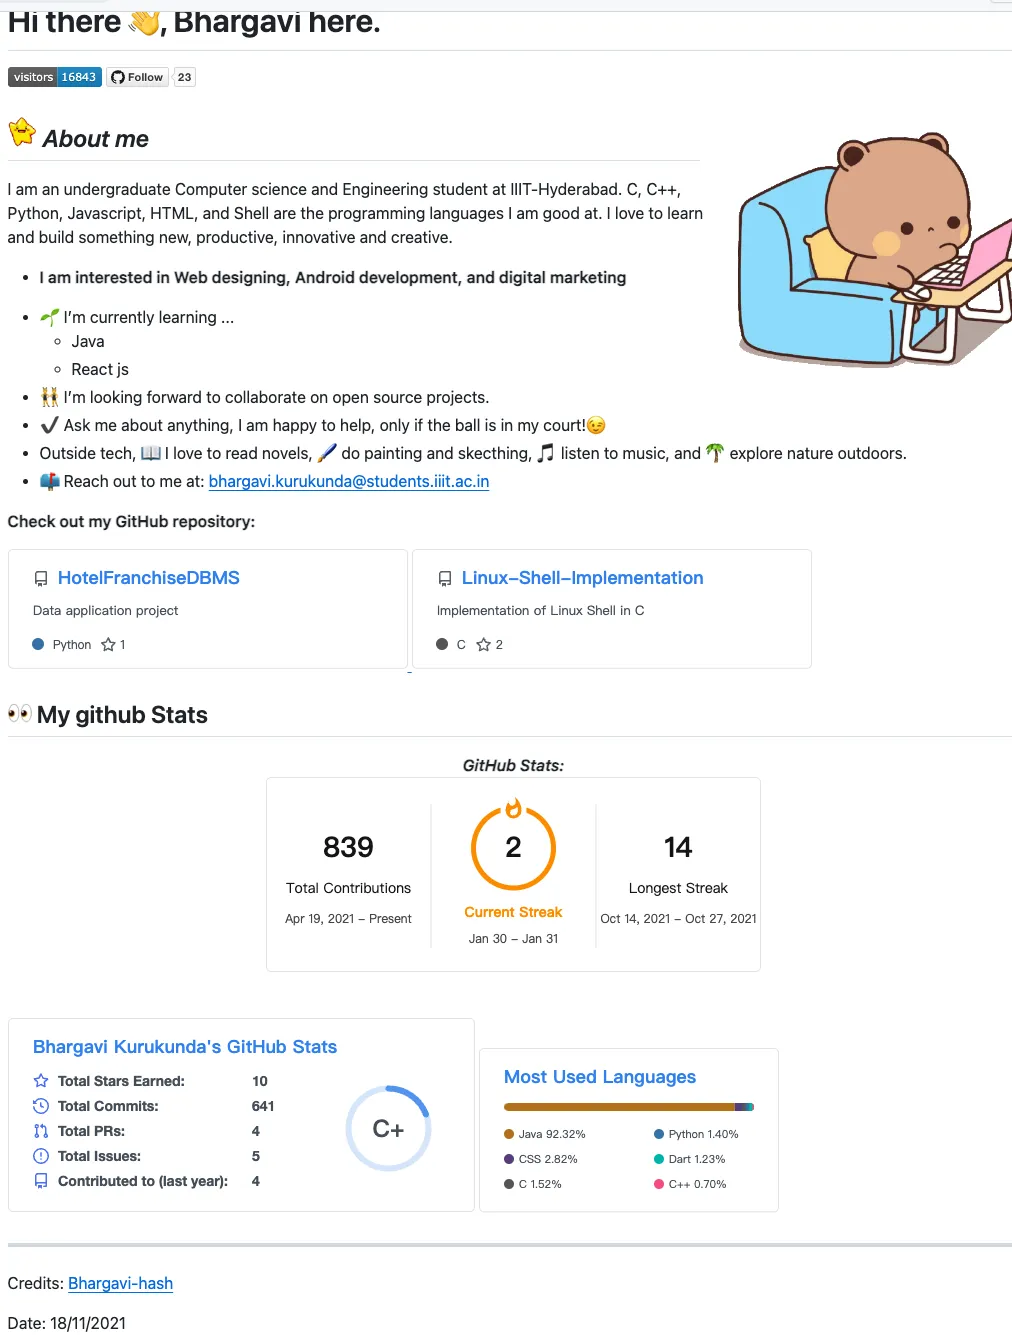 Hi there 👋, Bhargavi here.
visitors 16843 Follow 23
About me
I am an undergraduate Computer science and Engineering student at IIIT-Hyderabad. C, C++,
Python, Javascript, HTML, and Shell are the programming languages I am good at. I love to learn
and build something new, productive, innovative and creative.
• I am interested in Web designing, Android development, and digital marketing
• 🌱 I'm currently learning ...
◦ Java
◦ React js
• 👯 I'm looking forward to collaborate on open source projects.
• ✔️ Ask me about anything, I am happy to help, only if the ball is in my court!😉
• Outside tech, 📖 I love to read novels, 🖌️ do painting and skecthing, 🎵 listen to music, and 🌴 explore nature outdoors.
• 📫 Reach out to me at: bhargavi.kurukunda@students.iiit.ac.in
Check out my GitHub repository:
HotelFranchiseDBMS
Data application project
Python 1
Linux-Shell-Implementation
Implementation of Linux Shell in C
C 2
👀 My github Stats
GitHub Stats:
839
Total Contributions
Apr 19, 2021 - Present
2
Current Streak
Jan 30 - Jan 31
14
Longest Streak
Oct 14, 2021 - Oct 27, 2021
Bhargavi Kurukunda's GitHub Stats
Total Stars Earned: 10
Total Commits: 641
Total PRs: 4
Total Issues: 5
Contributed to (last year): 4
C+
Most Used Languages
Java 92.32%
CSS 2.82%
C 1.52%
Python 1.40%
Dart 1.23%
C++ 0.70%
Credits: Bhargavi-hash
Date: 18/11/2021